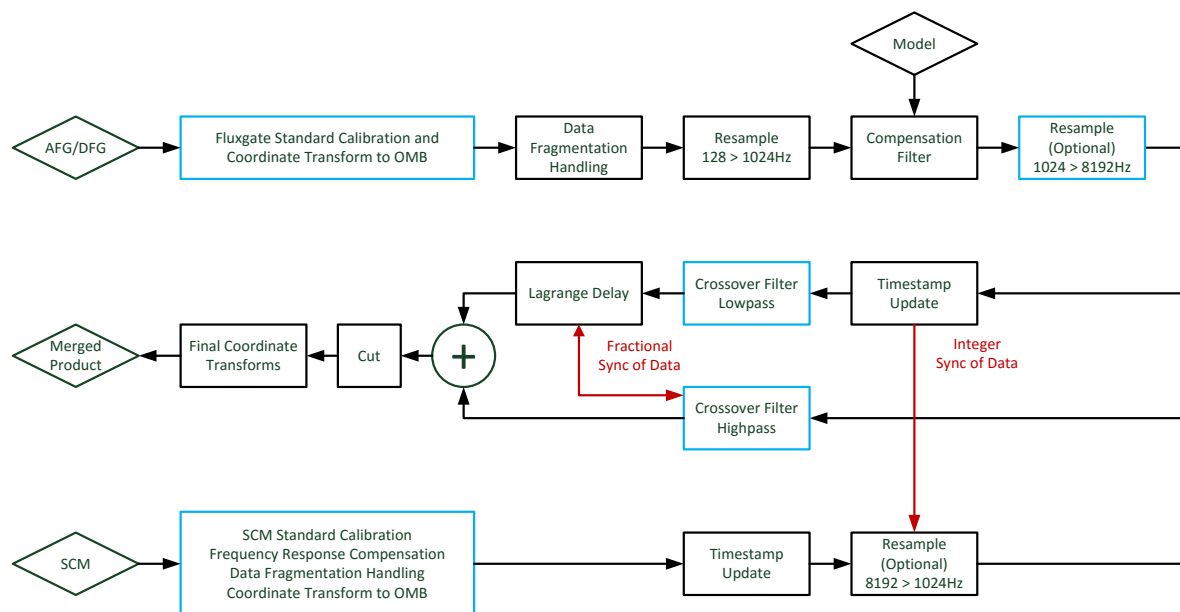 Model
AFG/DFG
Fluxgate Standard Calibration and
Coordinate Transform to OMB
Data
Fragmentation
Handling
Resample
128 > 1024Hz
Compensation
Filter
Resample
(Optional)
1024 > 8192Hz
Merged
Product
Final Coordinate
Transforms
Cut
+
Lagrange Delay
Crossover Filter
Lowpass
Timestamp
Update
Fractional
Sync of Data
Integer
Sync of Data
Crossover Filter
Highpass
SCM
SCM Standard Calibration
Frequency Response Compensation
Data Fragmentation Handling
Coordinate Transform to OMB
Timestamp
Update
Resample
(Optional)
8192 > 1024Hz